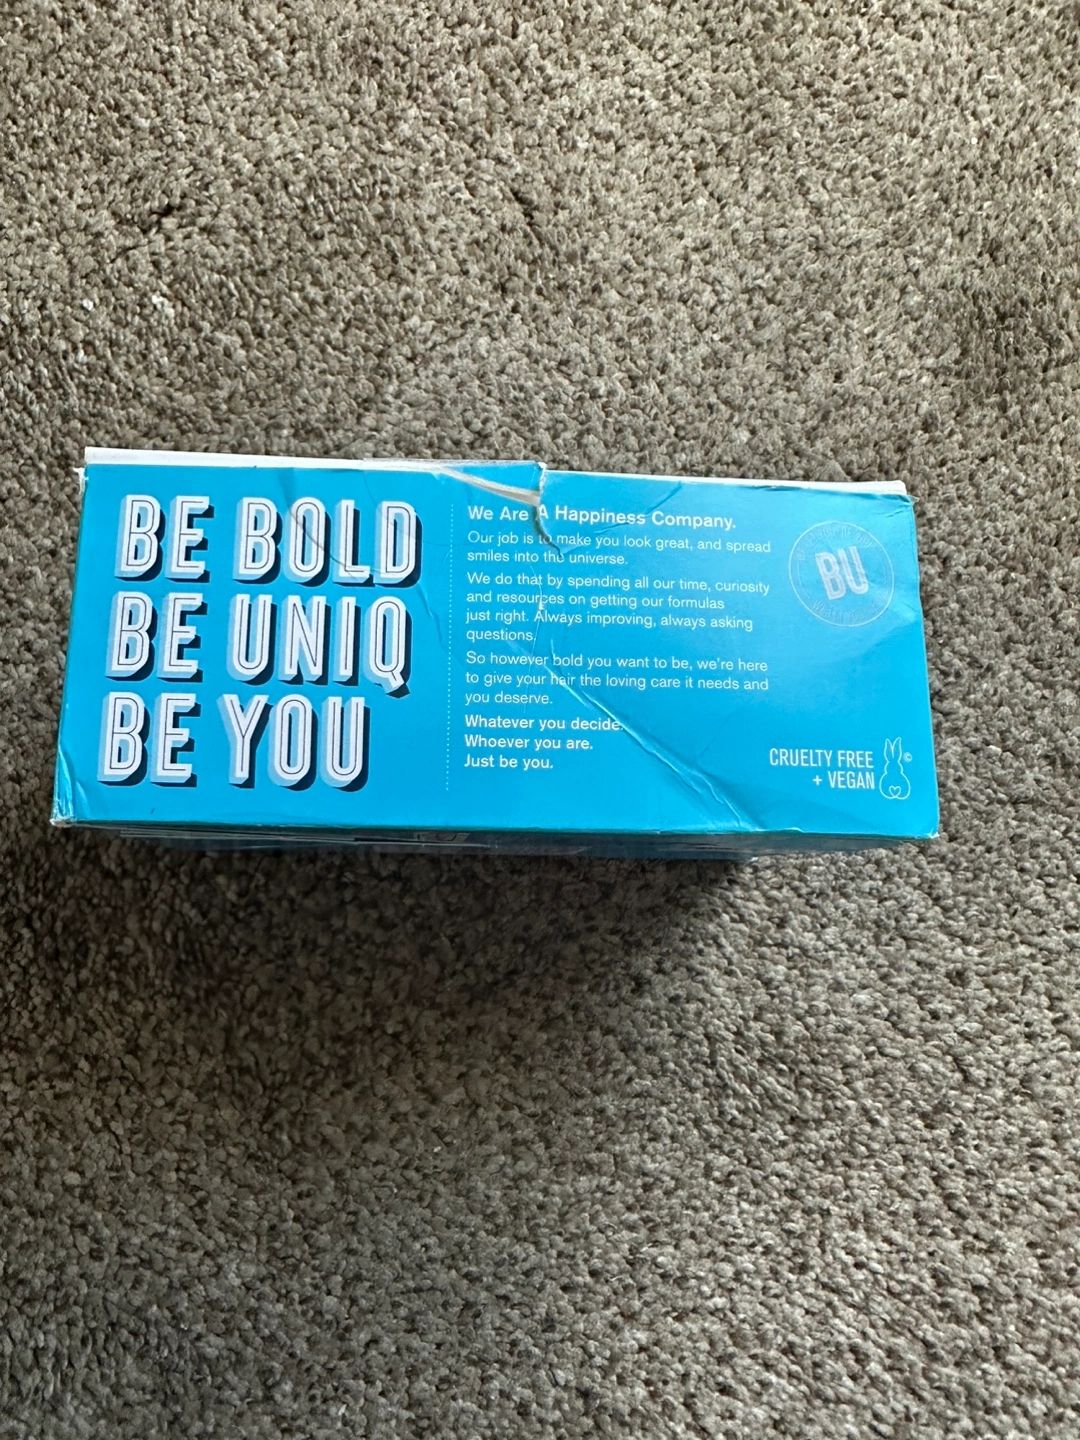 BE BOLD
BE UNIQ
BE YOU
We Are A Happiness Company.
Our job is to make you look great, and spread
smiles into the universe.
We do that by spending all our time, curiosity
and resources on getting our formulas
just right. Always improving, always asking
questions.
So however bold you want to be, we're here
to give your hair the loving care it needs and
you deserve.
Whatever you decide.
Whoever you are.
Just be you.
BU
CRUELTY FREE
+ VEGAN
©